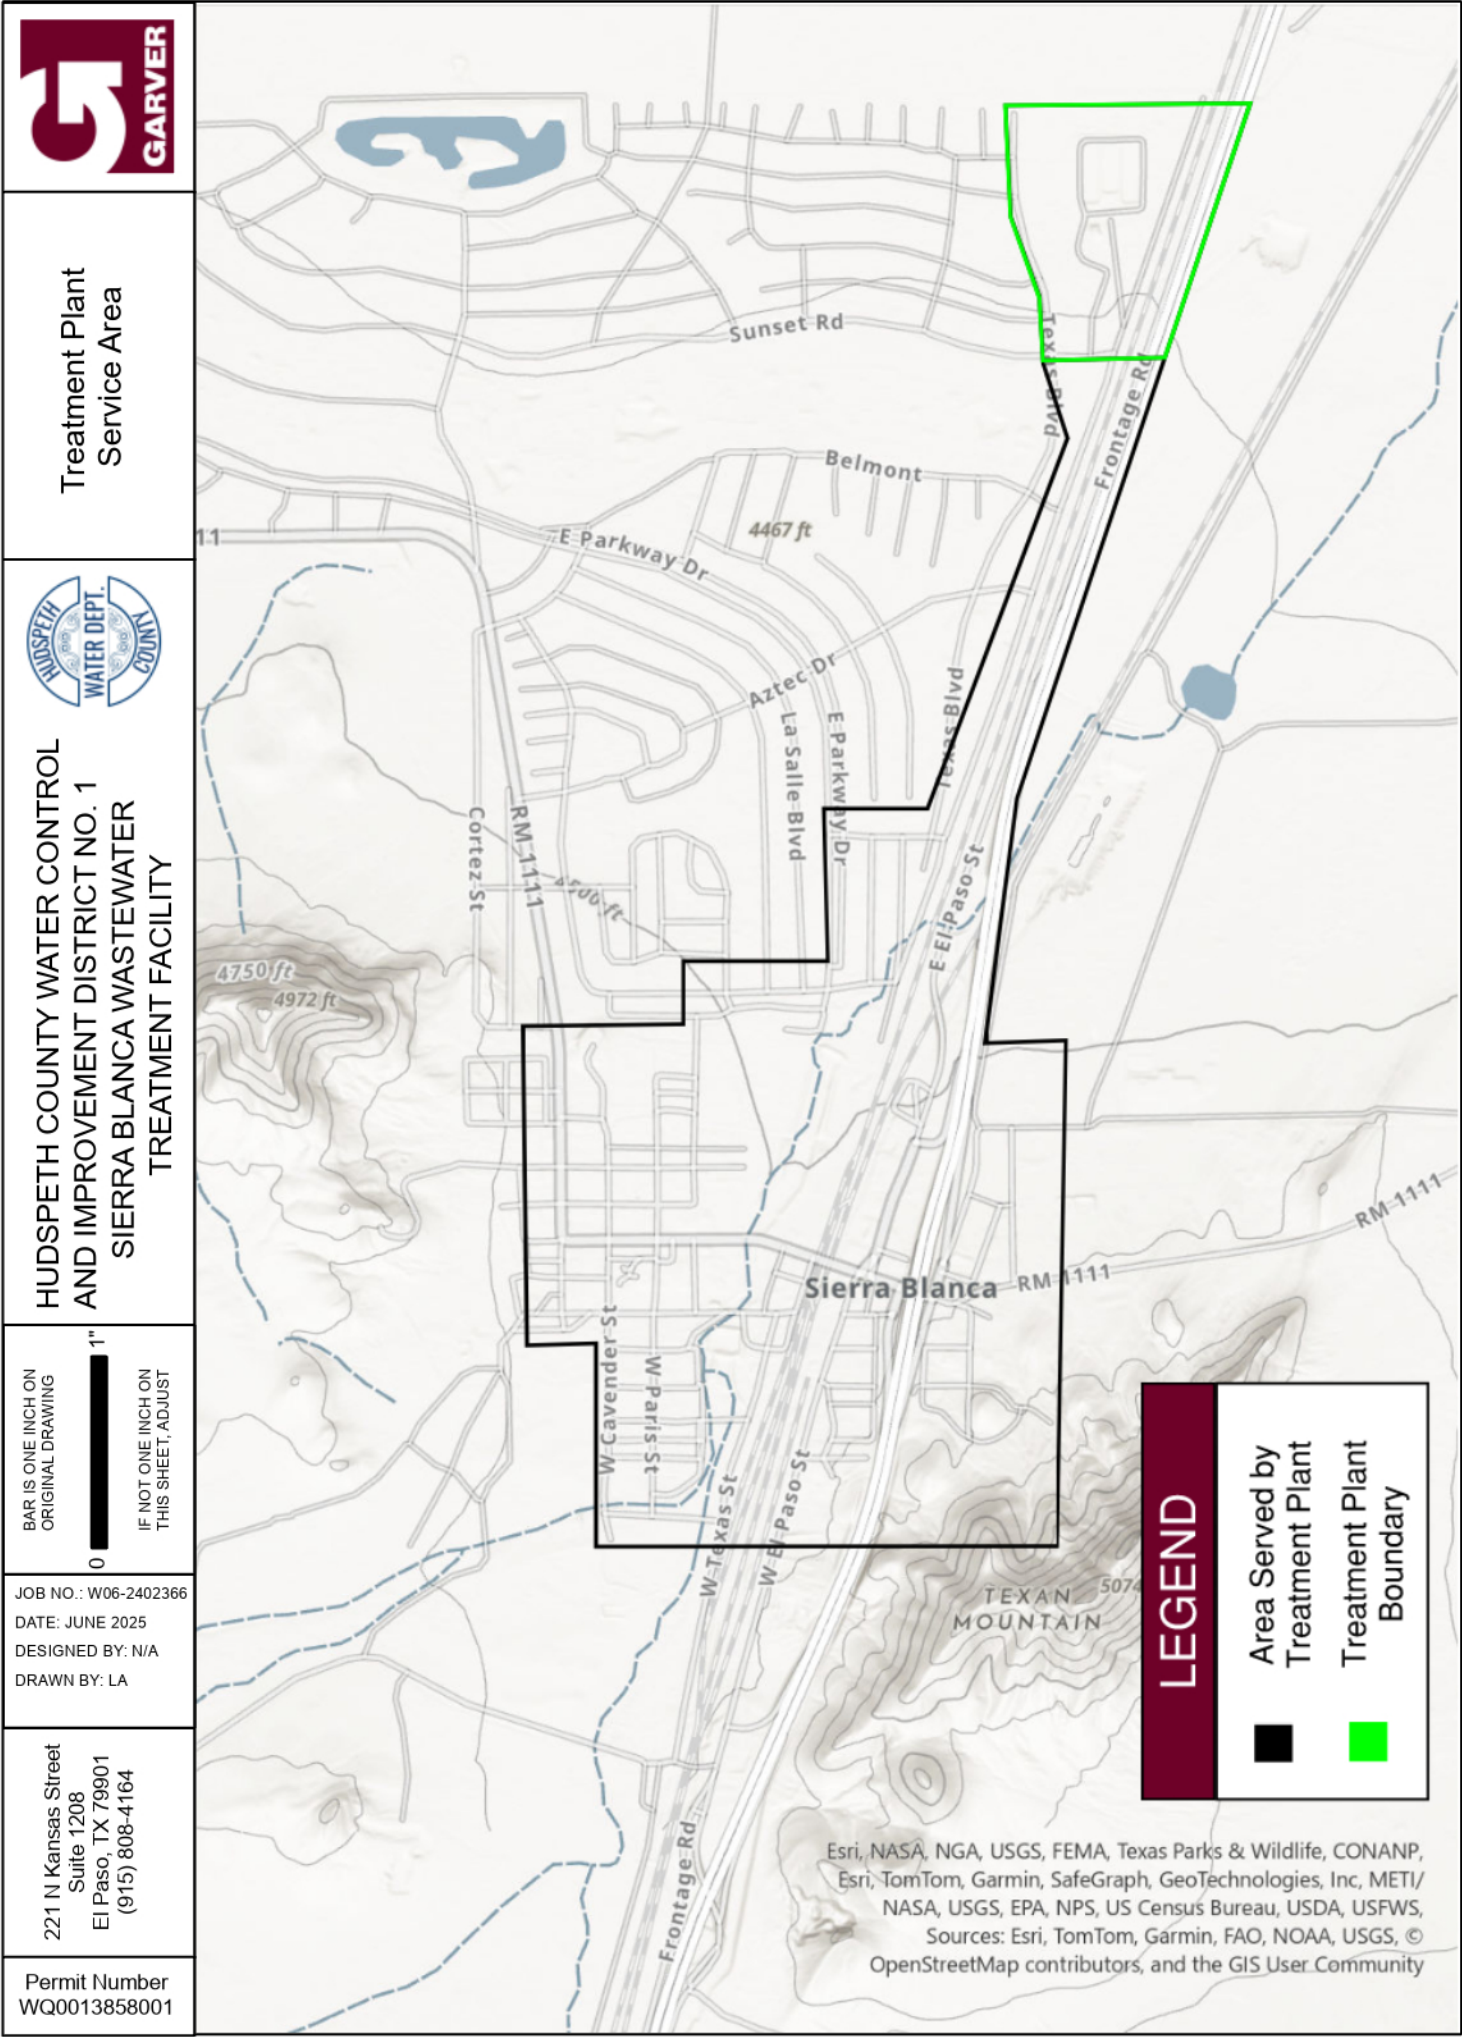 GARVER
Treatment Plant
Service Area
HUDSPETH
WATER DEPT.
COUNTY
HUDSPETH COUNTY WATER CONTROL
AND IMPROVEMENT DISTRICT NO. 1
SIERRA BLANCA WASTEWATER
TREATMENT FACILITY
BAR IS ONE INCH ON
ORIGINAL DRAWING
0 1"
IF NOT ONE INCH ON
THIS SHEET, ADJUST
JOB NO.: W06-2402366
DATE: JUNE 2025
DESIGNED BY: N/A
DRAWN BY: LA
221 N Kansas Street
Suite 1208
El Paso, TX 79901
(915) 808-4164
Permit Number
WQ0013858001
Sunset Rd
Texas Blvd
Frontage Rd
Belmont
11
E Parkway Dr
4467 ft
Aztec Dr
Texas Blvd
La Salle Blvd
E Parkway Dr
Cortez St
RM 1111
4500 ft
E El Paso St
4750 ft
4972 ft
RM 1111
RM 1111
Sierra Blanca
W Cavender St
W Paris St
W Texas St
W El Paso St
TEXAN
MOUNTAIN
5074
Frontage Rd
LEGEND
Area Served by
Treatment Plant
Treatment Plant
Boundary
Esri, NASA, NGA, USGS, FEMA, Texas Parks & Wildlife, CONANP,
Esri, TomTom, Garmin, SafeGraph, GeoTechnologies, Inc, METI/
NASA, USGS, EPA, NPS, US Census Bureau, USDA, USFWS,
Sources: Esri, TomTom, Garmin, FAO, NOAA, USGS, ©
OpenStreetMap contributors, and the GIS User Community